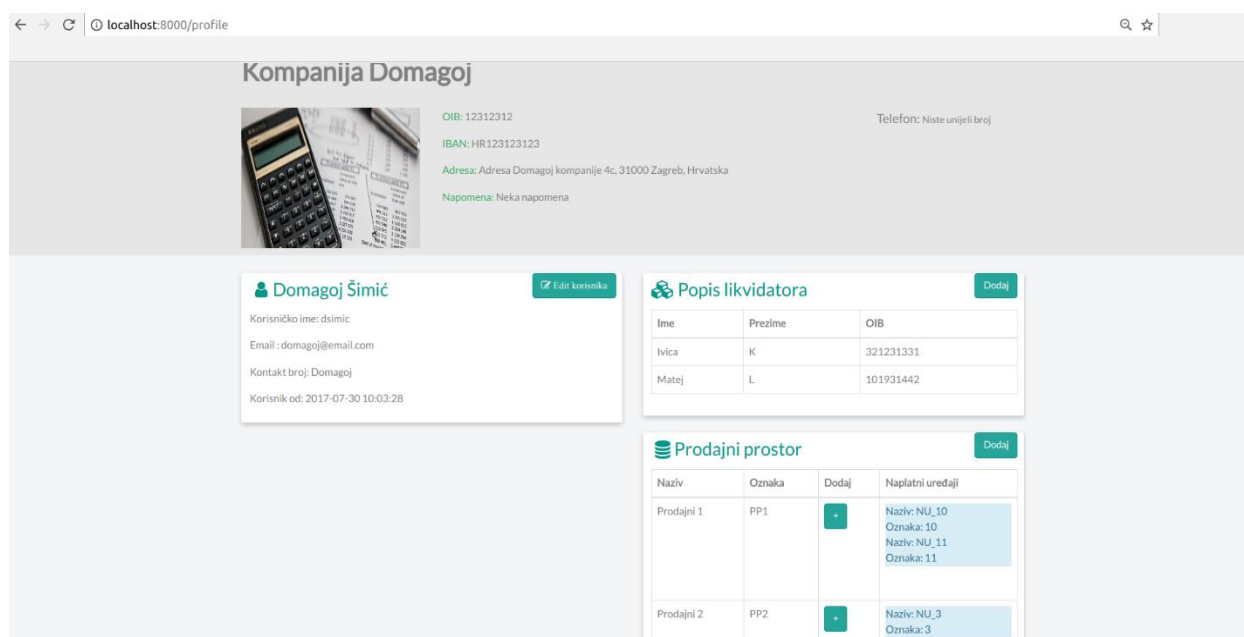 localhost:8000/profile
Kompanija Domagoj
OIB: 12312312
IBAN: HR123123123
Adresa: Adresa Domagoj kompanije 4c, 31000 Zagreb, Hrvatska
Napomena: Neka napomena
Telefon: Niste unijeli broj
Domagoj Šimić
Edit korisnika
Korisničko ime: dsimic
Email : domagoj@email.com
Kontakt broj: Domagoj
Korisnik od: 2017-07-30 10:03:28
Popis likvidatora
Dodaj
Ime Prezime OIB
Ivica K 321231331
Matej L 101931442
Prodajni prostor
Dodaj
Naziv Oznaka Dodaj Naplatni uređaji
Prodajni 1 PP1 + Naziv: NU_10
Oznaka: 10
Naziv: NU_11
Oznaka: 11
Prodajni 2 PP2 + Naziv: NU_3
Oznaka: 3